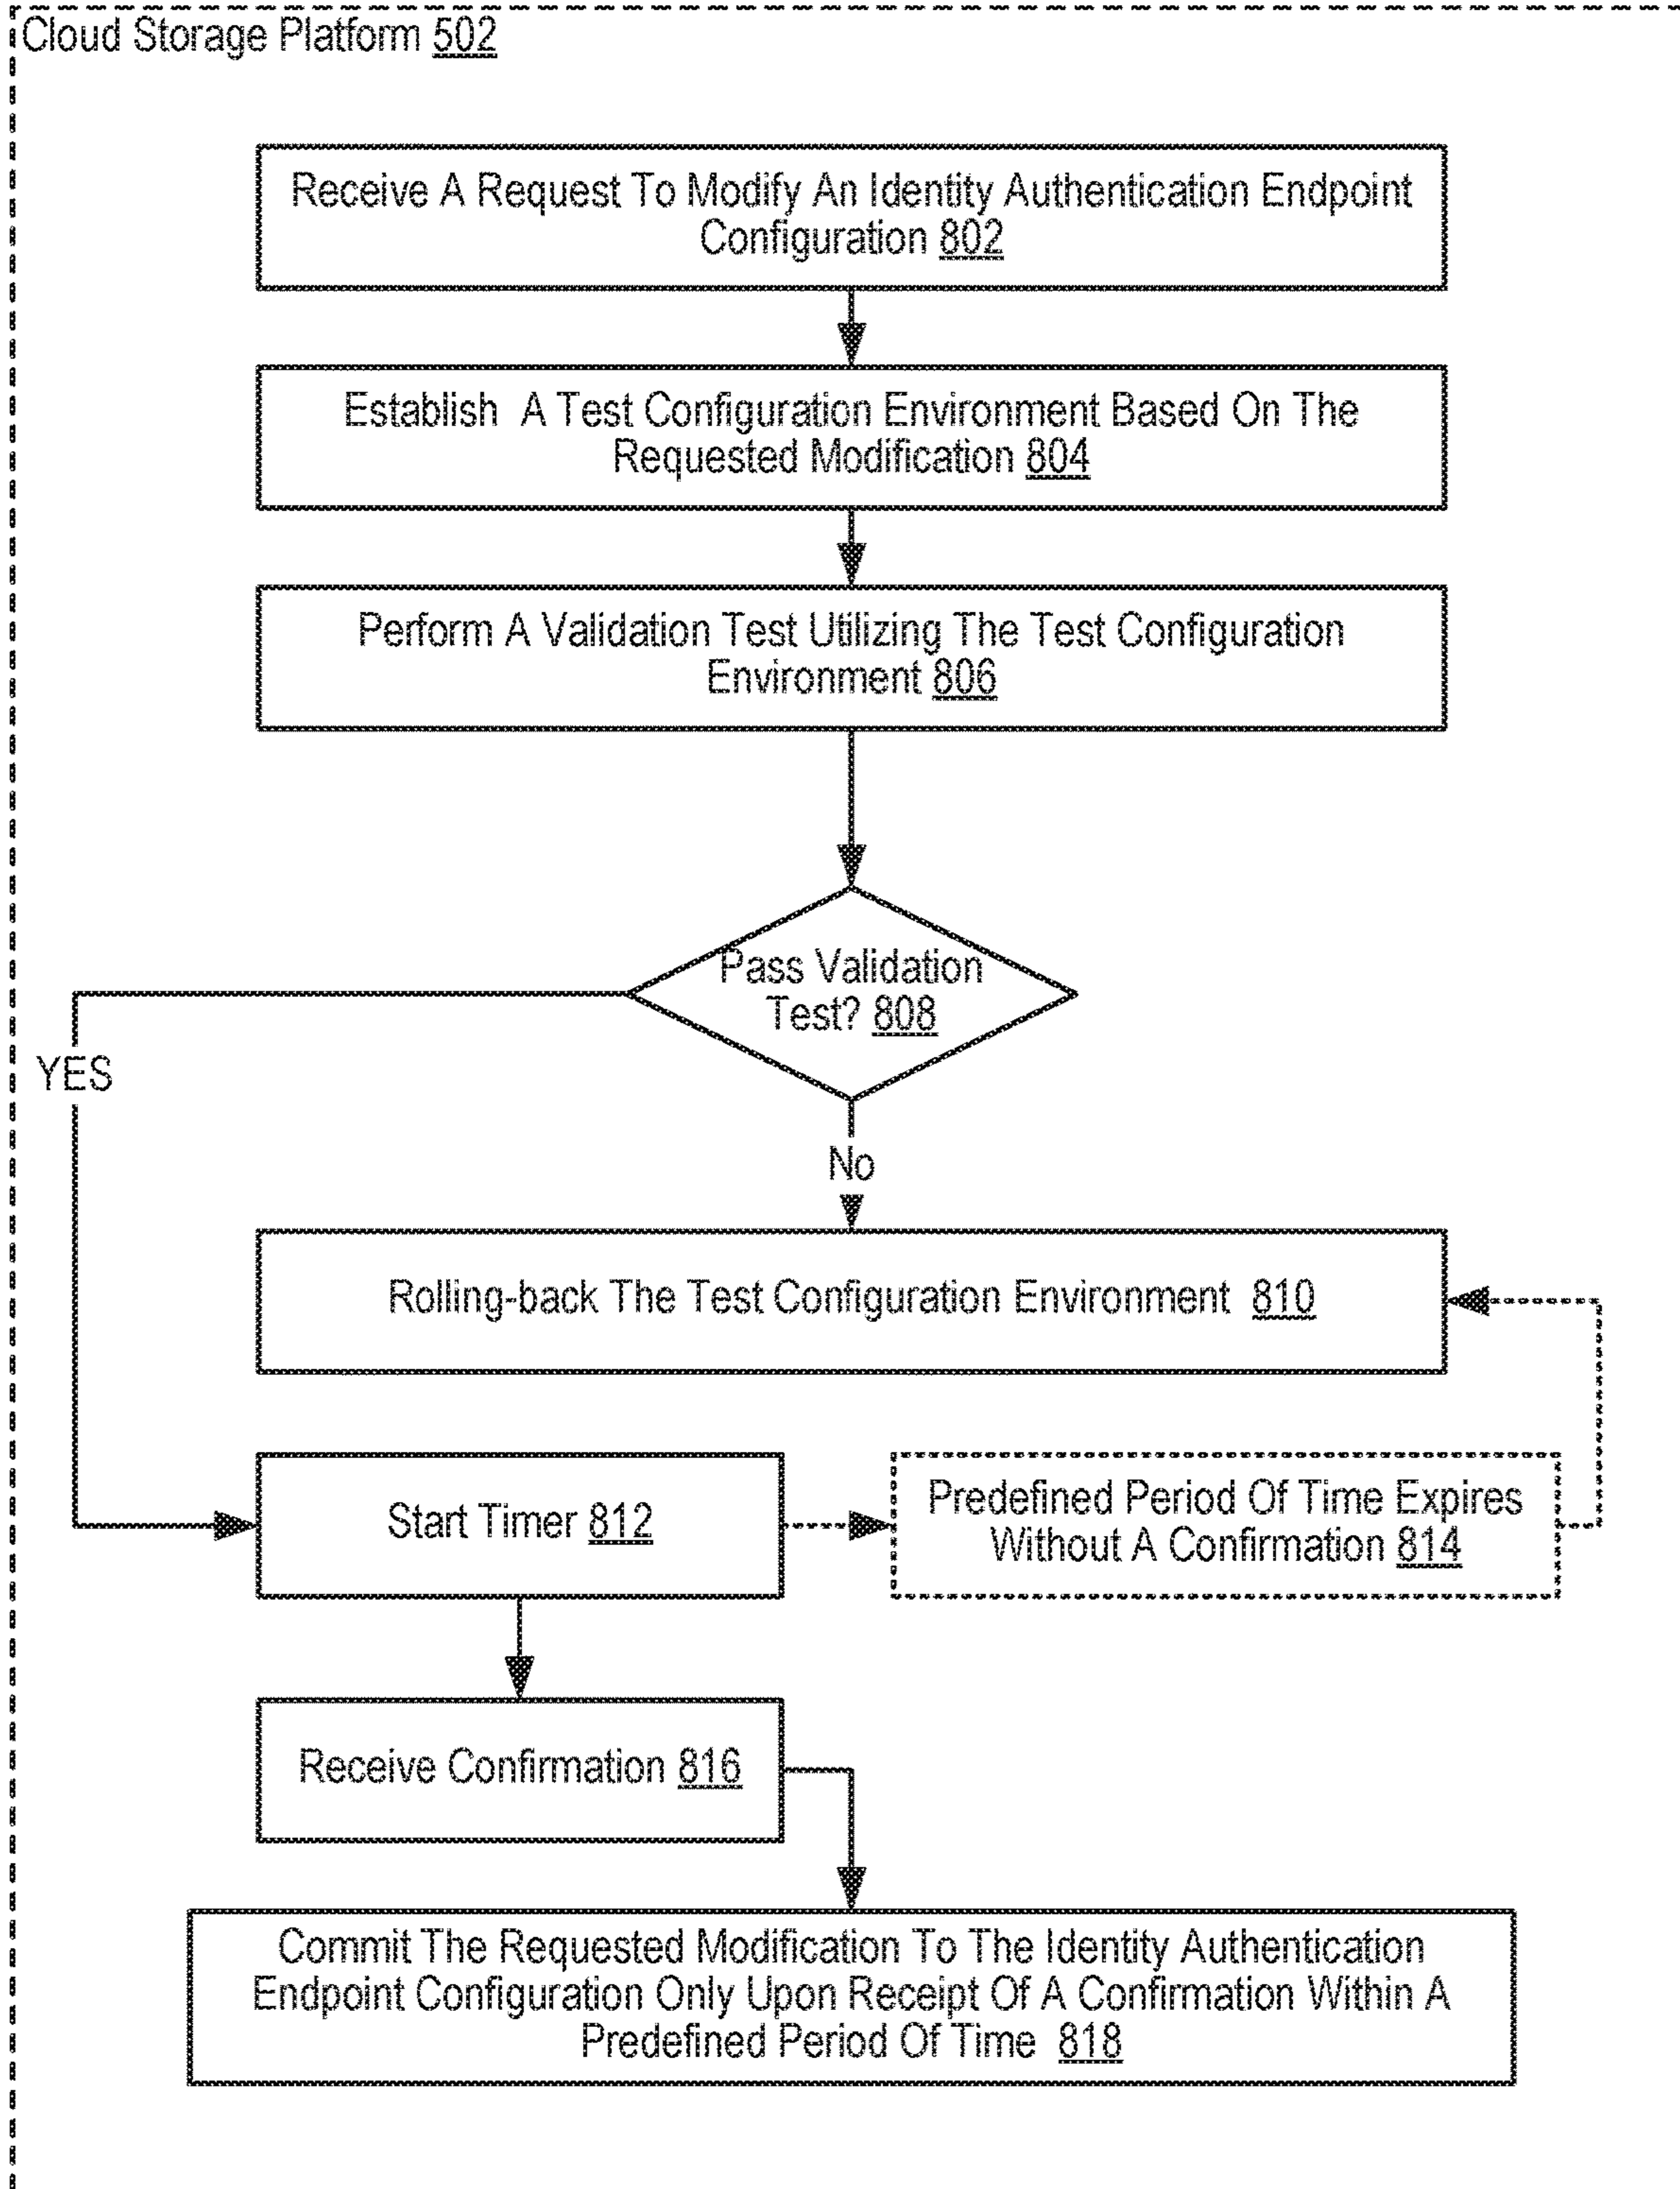 Cloud Storage Platform 502
Receive A Request To Modify An Identity Authentication Endpoint
Configuration 802
Establish A Test Configuration Environment Based On The
Requested Modification 804
Perform A Validation Test Utilizing The Test Configuration
Environment 806
Pass Validation
Test? 808
YES
No
Rolling-back The Test Configuration Environment 810
Start Timer 812
Predefined Period Of Time Expires
Without A Confirmation 814
Receive Confirmation 816
Commit The Requested Modification To The Identity Authentication
Endpoint Configuration Only Upon Receipt Of A Confirmation Within A
Predefined Period Of Time 818